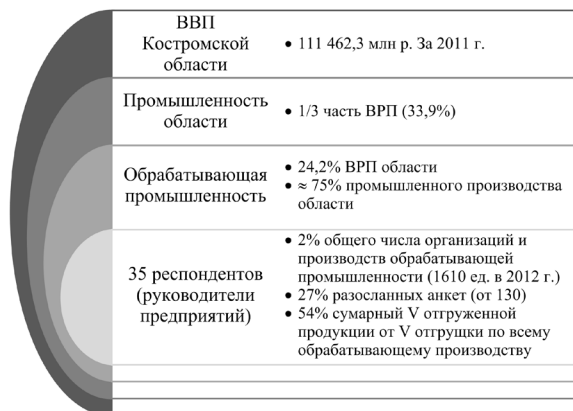 ВВП
Костромской
области
• 111 462,3 млн р. За 2011 г.
Промышленность
области
• 1/3 часть ВРП (33,9%)
Обрабатывающая
промышленность
• 24,2% ВРП области
• ≈ 75% промышленного производства
области
35 респондентов
(руководители
предприятий)
• 2% общего числа организаций и
производств обрабатывающей
промышленности (1610 ед. в 2012 г.)
• 27% разосланных анкет (от 130)
• 54% сумарный V отгруженной
продукции от V отгрущки по всему
обрабатывающему производству